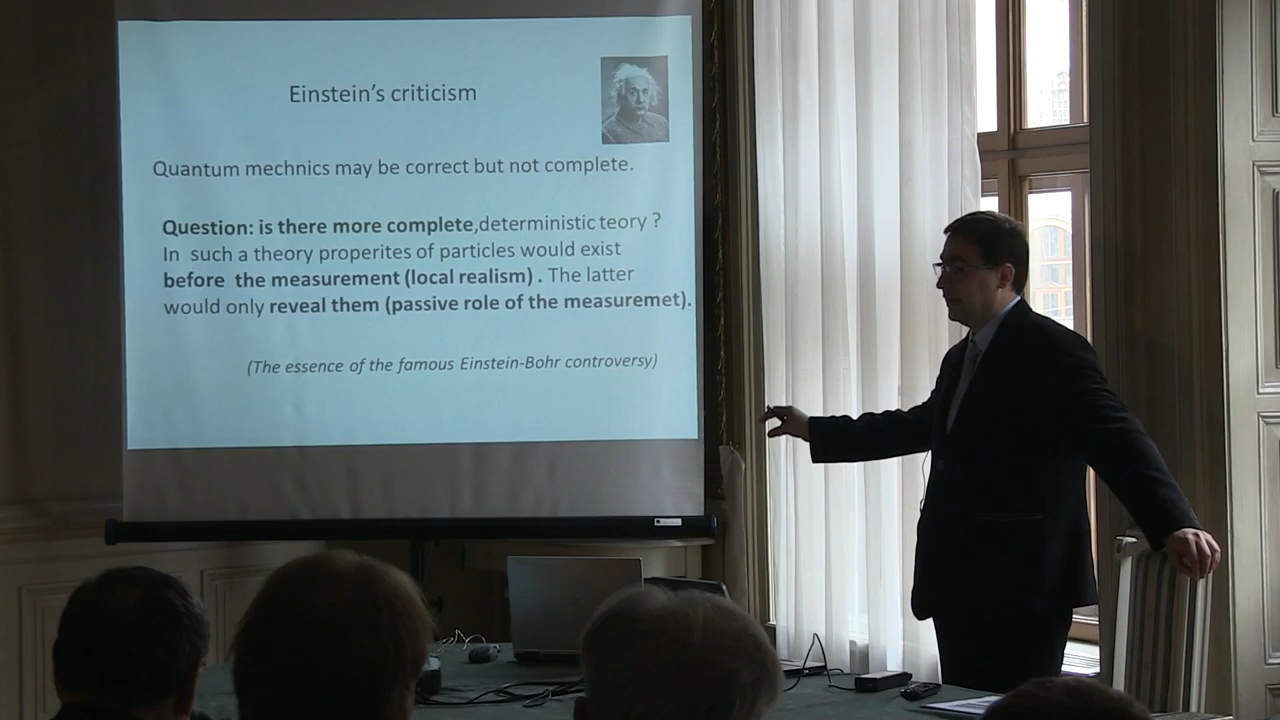 Einstein's criticism
Quantum mechnics may be correct but not complete.
Question: is there more complete,deterministic teory ?
In such a theory properites of particles would exist
before the measurement (local realism) . The latter
would only reveal them (passive role of the measuremet).
(The essence of the famous Einstein-Bohr controversy)